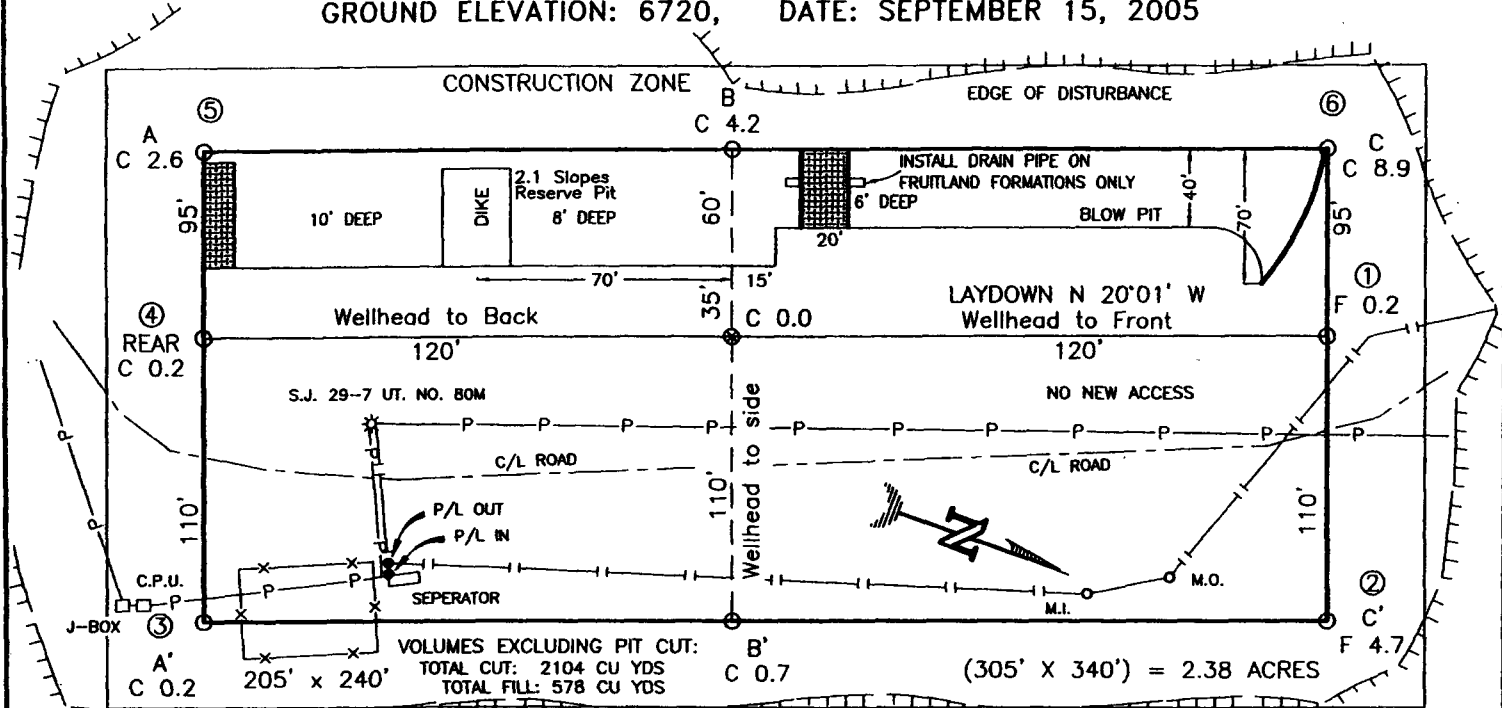 GROUND ELEVATION: 6720, DATE: SEPTEMBER 15, 2005
CONSTRUCTION ZONE
EDGE OF DISTURBANCE
⑤
B
C 4.2
⑥
A
C 2.6
C
C 8.9
INSTALL DRAIN PIPE ON
FRUITLAND FORMATIONS ONLY
2.1 Slopes
Reserve Pit
10' DEEP
DIKE
8' DEEP
6' DEEP
BLOW PIT
95'
60'
40'
70'
95'
20'
70'
15'
④
REAR
C 0.2
Wellhead to Back
35'
C 0.0
LAYDOWN N 20°01' W
Wellhead to Front
①
F 0.2
120'
120'
S.J. 29-7 UT. NO. 80M
NO NEW ACCESS
P
P P P P P P P P P P P
Wellhead to side
C/L ROAD
C/L ROAD
P
P
P
110'
P/L OUT
P/L IN
110'
N
110'
C.P.U.
P P P
SEPERATOR
M.I.
M.O.
J-BOX
③
②
C'
F 4.7
A'
C 0.2
205' x 240'
VOLUMES EXCLUDING PIT CUT:
TOTAL CUT: 2104 CU YDS
TOTAL FILL: 578 CU YDS
B'
C 0.7
(305' X 340') = 2.38 ACRES